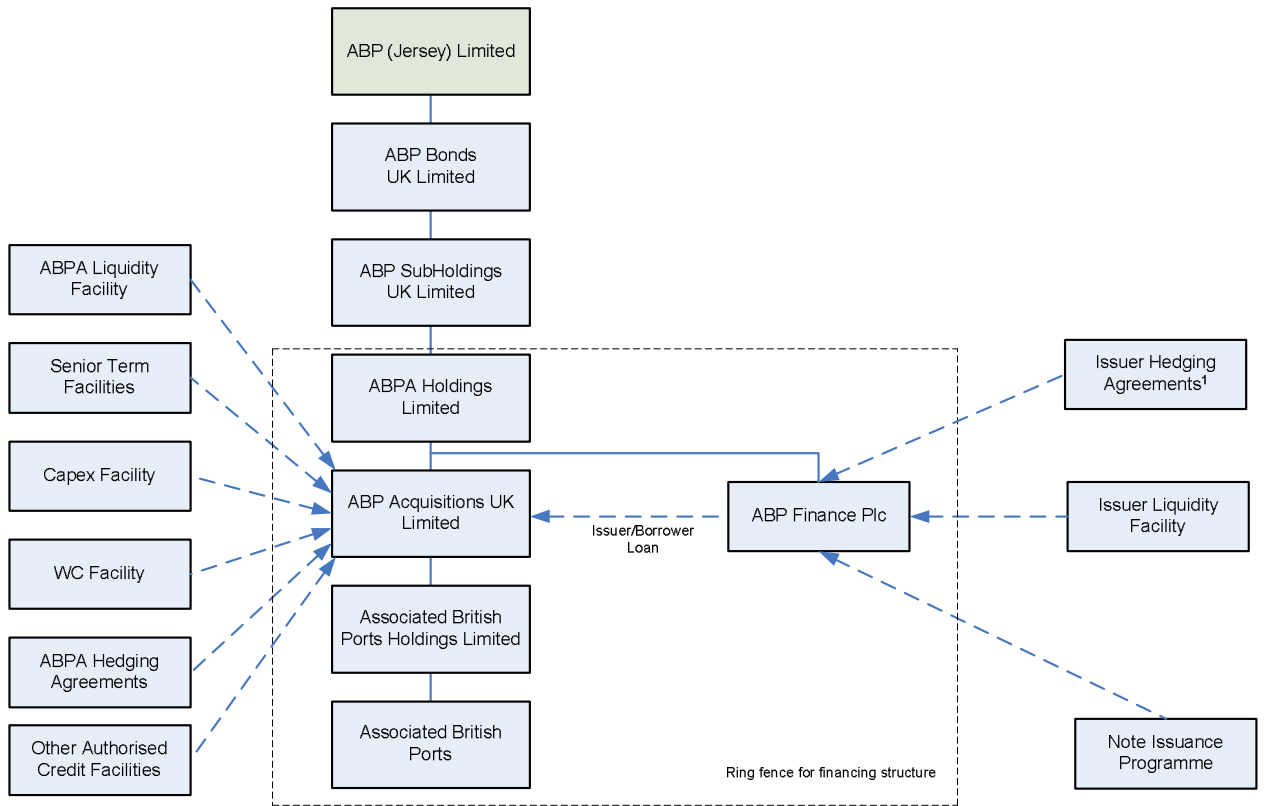 ABP (Jersey) Limited
ABP Bonds
UK Limited
ABP SubHoldings
UK Limited
ABPA Holdings
Limited
ABP Acquisitions UK
Limited
Associated British
Ports Holdings Limited
Associated British
Ports
ABPA Liquidity
Facility
Senior Term
Facilities
Capex Facility
WC Facility
ABPA Hedging
Agreements
Other Authorised
Credit Facilities
Issuer/Borrower
Loan
ABP Finance Plc
Issuer Hedging
Agreements¹
Issuer Liquidity
Facility
Note Issuance
Programme
Ring fence for financing structure